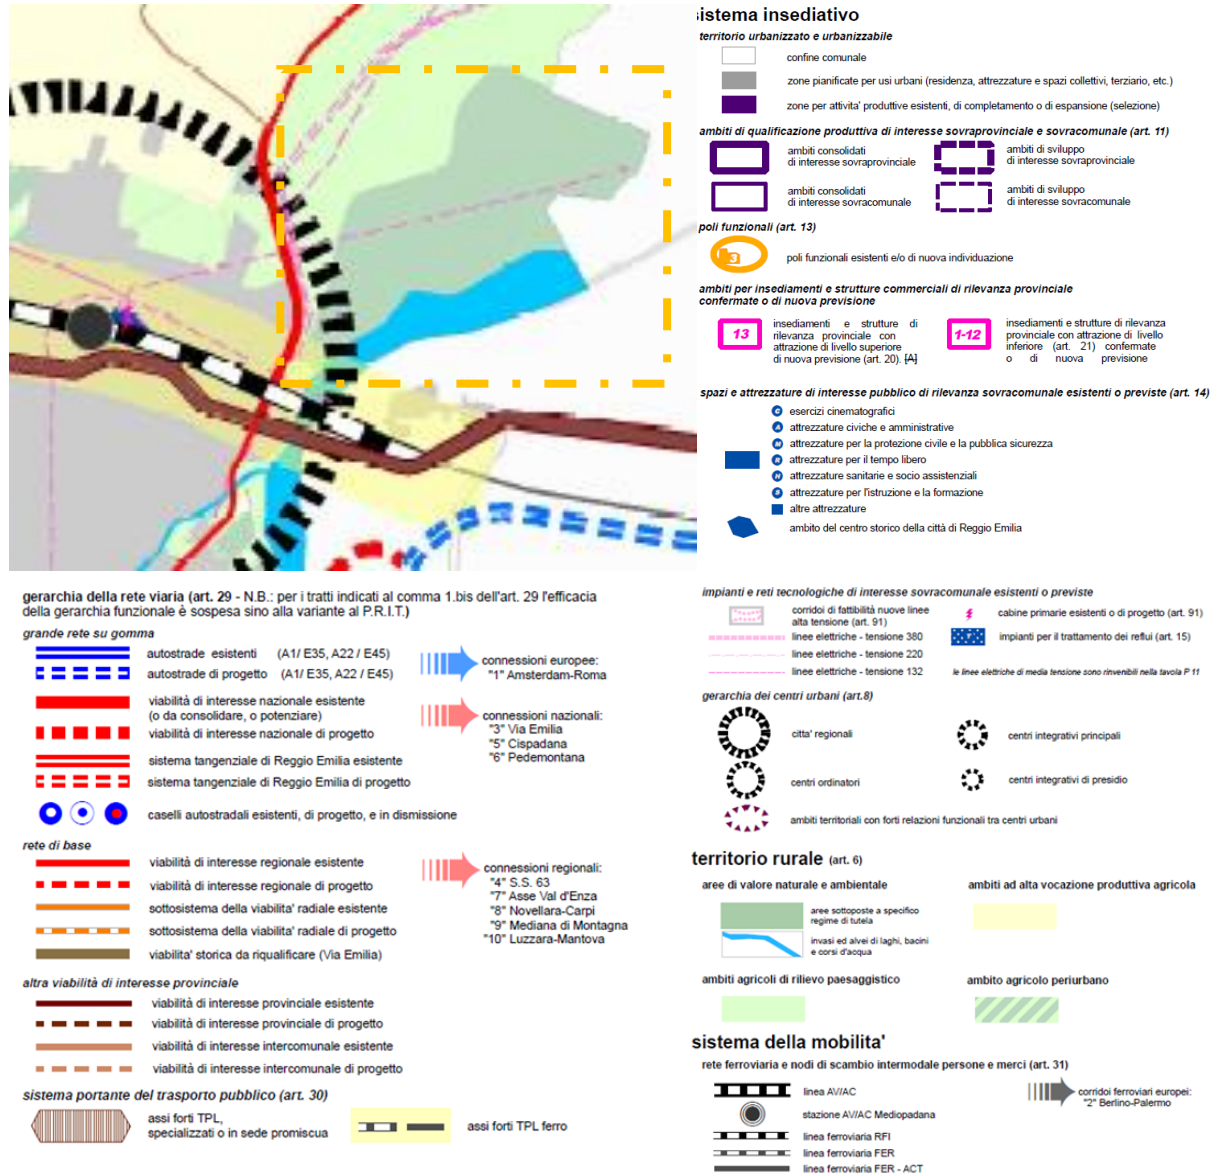 sistema insediativo
territorio urbanizzato e urbanizzabile
confine comunale
zone pianificate per usi urbani (residenza, attrezzature e spazi collettivi, terziario, etc.)
zone per attivita' produttive esistenti, di completamento o di espansione (selezione)
ambiti di qualificazione produttiva di interesse sovraprovinciale e sovracomunale (art. 11)
ambiti consolidati
di interesse sovraprovinciale
ambiti di sviluppo
di interesse sovraprovinciale
ambiti consolidati
di interesse sovracomunale
ambiti di sviluppo
di interesse sovracomunale
poli funzionali (art. 13)
3
poli funzionali esistenti e/o di nuova individuazione
ambiti per insediamenti e strutture commerciali di rilevanza provinciale
confermate o di nuova previsione
13
insediamenti e strutture di
rilevanza provinciale con
attrazione di livello superiore
di nuova previsione (art. 20). [A]
1-12
insediamenti e strutture di rilevanza
provinciale con attrazione di livello
inferiore (art. 21) confermate
o di nuova previsione
spazi e attrezzature di interesse pubblico di rilevanza sovracomunale esistenti o previste (art. 14)
C esercizi cinematografici
A attrezzature civiche e amministrative
M attrezzature per la protezione civile e la pubblica sicurezza
R attrezzature per il tempo libero
H attrezzature sanitarie e socio assistenziali
S attrezzature per l'istruzione e la formazione
altre attrezzature
ambito del centro storico della città di Reggio Emilia
gerarchia della rete viaria (art. 29 - N.B.: per i tratti indicati al comma 1.bis dell'art. 29 l'efficacia
della gerarchia funzionale è sospesa sino alla variante al P.R.I.T.)
grande rete su gomma
autostrade esistenti (A1/ E35, A22 / E45)
autostrade di progetto (A1/ E35, A22 / E45)
connessioni europee:
"1" Amsterdam-Roma
viabilità di interesse nazionale esistente
(o da consolidare, o potenziare)
viabilità di interesse nazionale di progetto
connessioni nazionali:
"3" Via Emilia
"5" Cispadana
"6" Pedemontana
sistema tangenziale di Reggio Emilia esistente
sistema tangenziale di Reggio Emilia di progetto
caselli autostradali esistenti, di progetto, e in dismissione
rete di base
viabilità di interesse regionale esistente
viabilità di interesse regionale di progetto
sottosistema della viabilita' radiale esistente
sottosistema della viabilita' radiale di progetto
viabilita' storica da riqualificare (Via Emilia)
connessioni regionali:
"4" S.S. 63
"7" Asse Val d'Enza
"8" Novellara-Carpi
"9" Mediana di Montagna
"10" Luzzara-Mantova
altra viabilità di interesse provinciale
viabilità di interesse provinciale esistente
viabilità di interesse provinciale di progetto
viabilità di interesse intercomunale esistente
viabilità di interesse intercomunale di progetto
sistema portante del trasporto pubblico (art. 30)
assi forti TPL,
specializzati o in sede promiscua
assi forti TPL ferro
impianti e reti tecnologiche di interesse sovracomunale esistenti o previste
corridoi di fattibilità nuove linee
alta tensione (art. 91)
linee elettriche - tensione 380
linee elettriche - tensione 220
linee elettriche - tensione 132
cabine primarie esistenti o di progetto (art. 91)
impianti per il trattamento dei reflui (art. 15)
le linee elettriche di media tensione sono rinvenibili nella tavola P 11
gerarchia dei centri urbani (art.8)
citta' regionali
centri integrativi principali
centri ordinatori
centri integrativi di presidio
ambiti territoriali con forti relazioni funzionali tra centri urbani
territorio rurale (art. 6)
aree di valore naturale e ambientale
ambiti ad alta vocazione produttiva agricola
aree sottoposte a specifico
regime di tutela
invasi ed alvei di laghi, bacini
e corsi d'acqua
ambiti agricoli di rilievo paesaggistico
ambito agricolo periurbano
sistema della mobilita'
rete ferroviaria e nodi di scambio intermodale persone e merci (art. 31)
linea AV/AC
stazione AV/AC Mediopadana
linea ferroviaria RFI
linea ferroviaria FER
linea ferroviaria FER - ACT
corridoi ferroviari europei:
"2" Berlino-Palermo